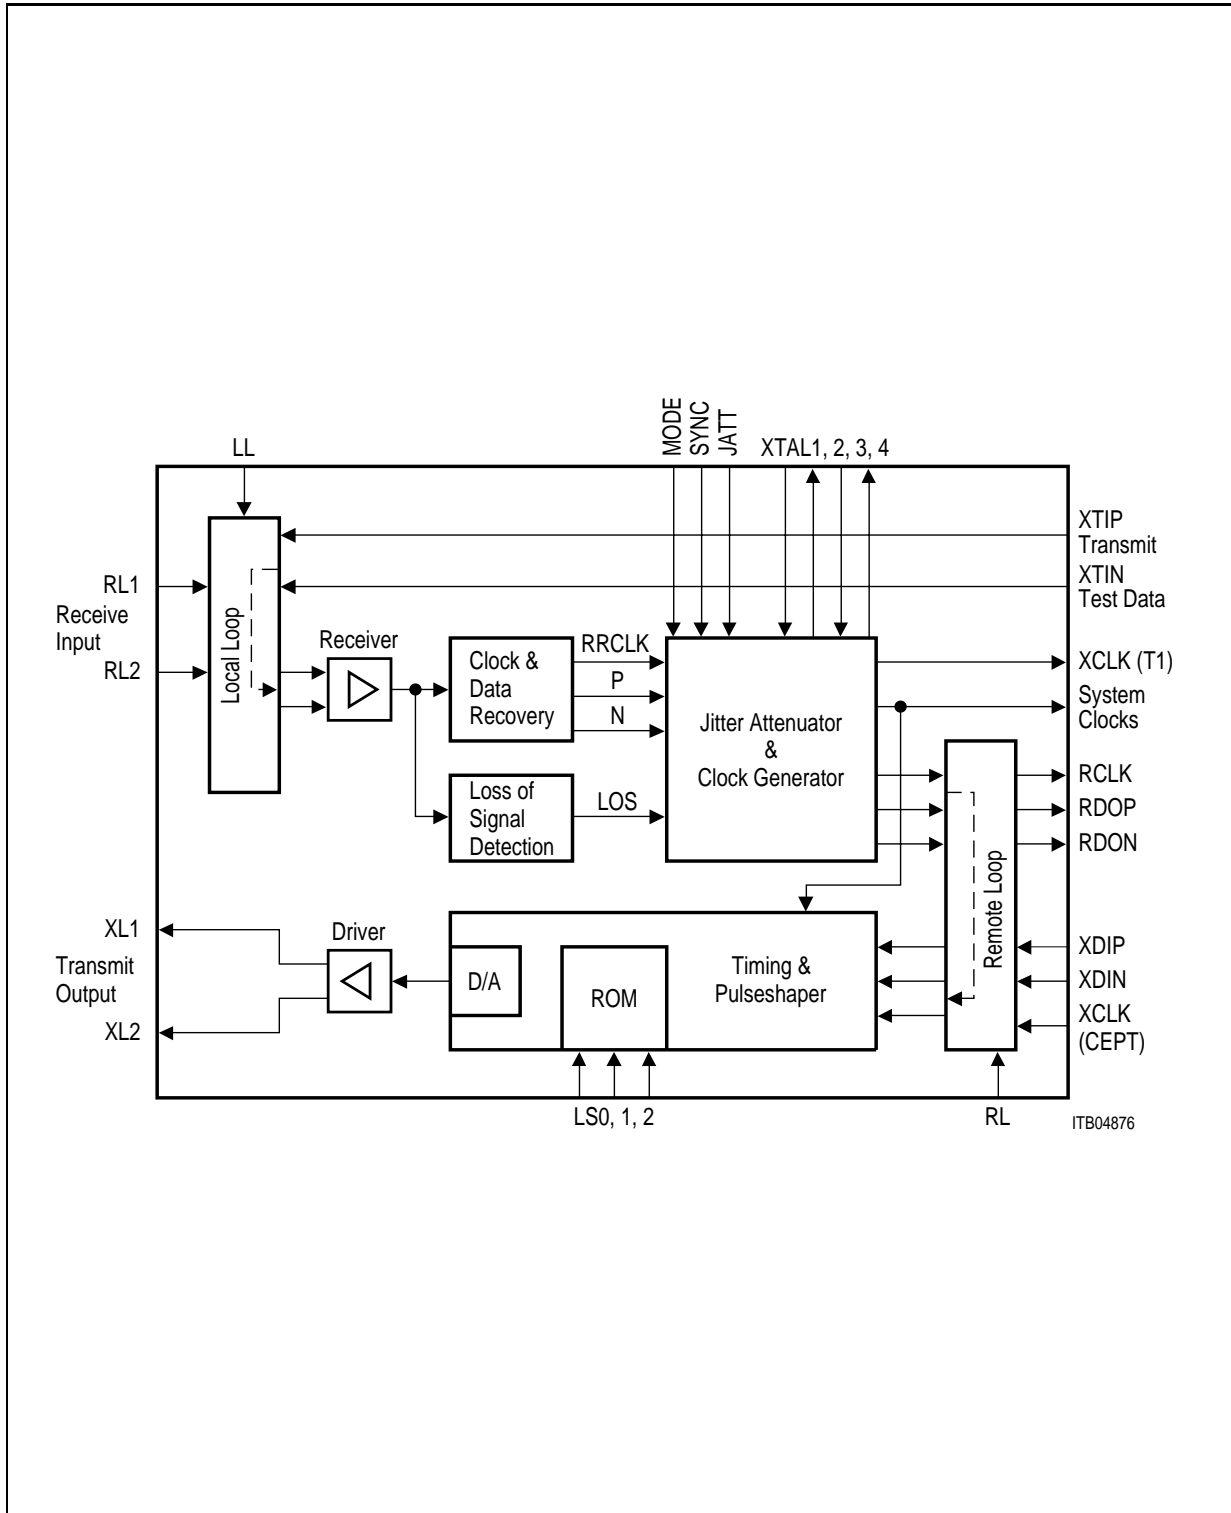 MODE
SYNC
JATT
LL
XTAL1, 2, 3, 4
XTIP
Transmit
XTIN
Test Data
RL1
Receive
Input
RL2
Local Loop
Receiver
Clock &
Data
Recovery
RRCLK
P
N
Jitter Attenuator
&
Clock Generator
XCLK (T1)
System
Clocks
Loss of
Signal
Detection
LOS
RCLK
RDOP
RDON
Remote Loop
XL1
Transmit
Output
XL2
Driver
D/A
ROM
Timing &
Pulseshaper
XDIP
XDIN
XCLK
(CEPT)
LS0, 1, 2
RL
ITB04876